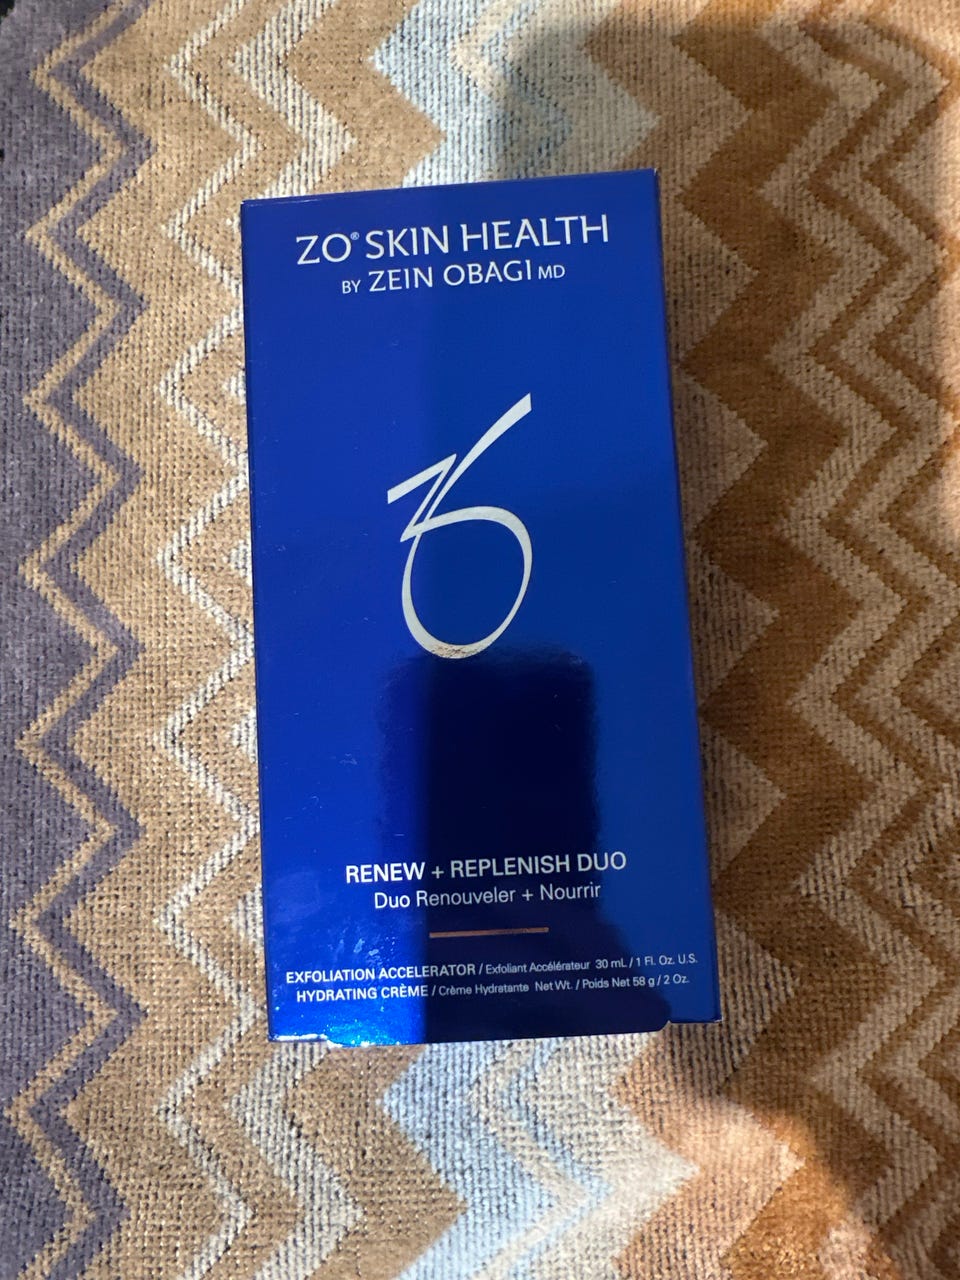 ZO® SKIN HEALTH
BY ZEIN OBAGI MD
RENEW + REPLENISH DUO
Duo Renouveler + Nourrir
EXFOLIATION ACCELERATOR / Exfoliant Accélérateur 30 mL / 1 Fl. Oz. U.S.
HYDRATING CRÈME / Crème Hydratante Net Wt. / Poids Net 58 g / 2 Oz.